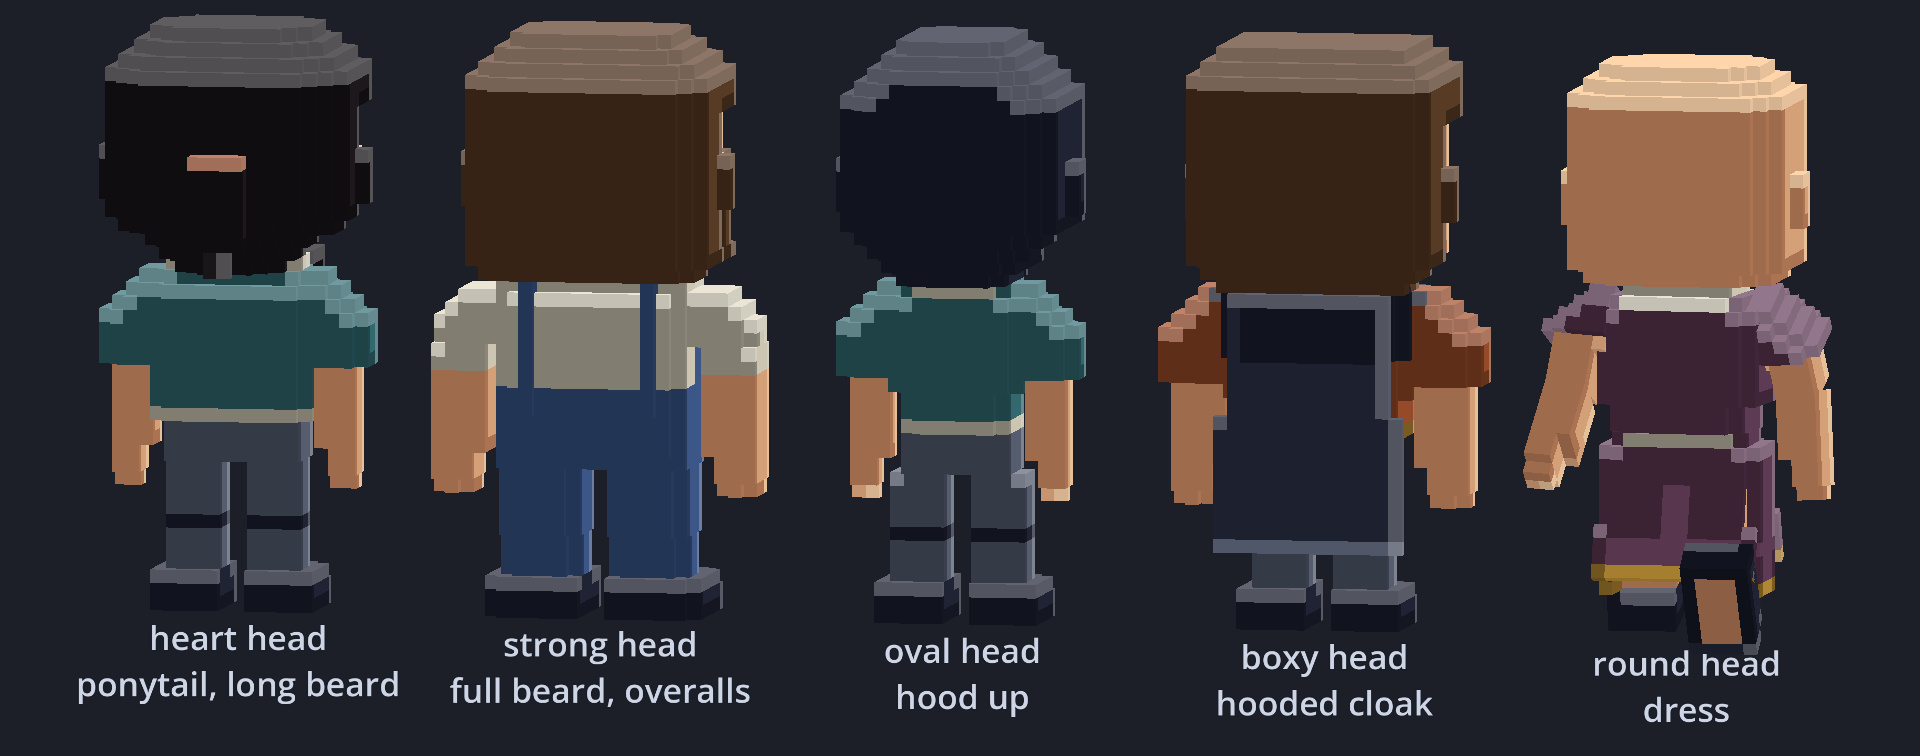 heart head
ponytail, long beard
strong head
full beard, overalls
oval head
hood up
boxy head
hooded cloak
round head
dress